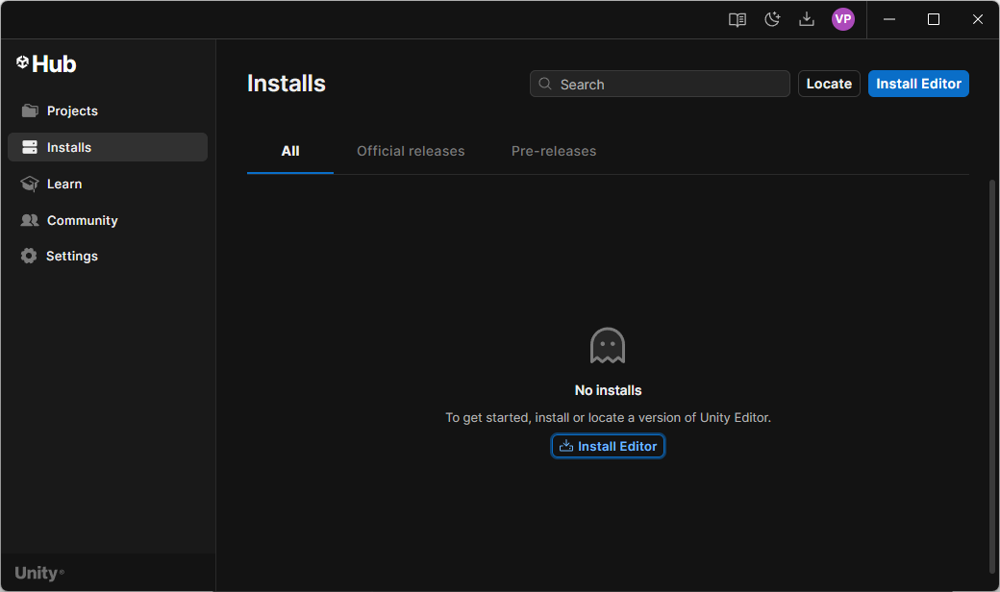 VP
Hub
Projects
Installs
Learn
Community
Settings
Installs
Search
Locate
Install Editor
All
Official releases
Pre-releases
No installs
To get started, install or locate a version of Unity Editor.
Install Editor
Unity®